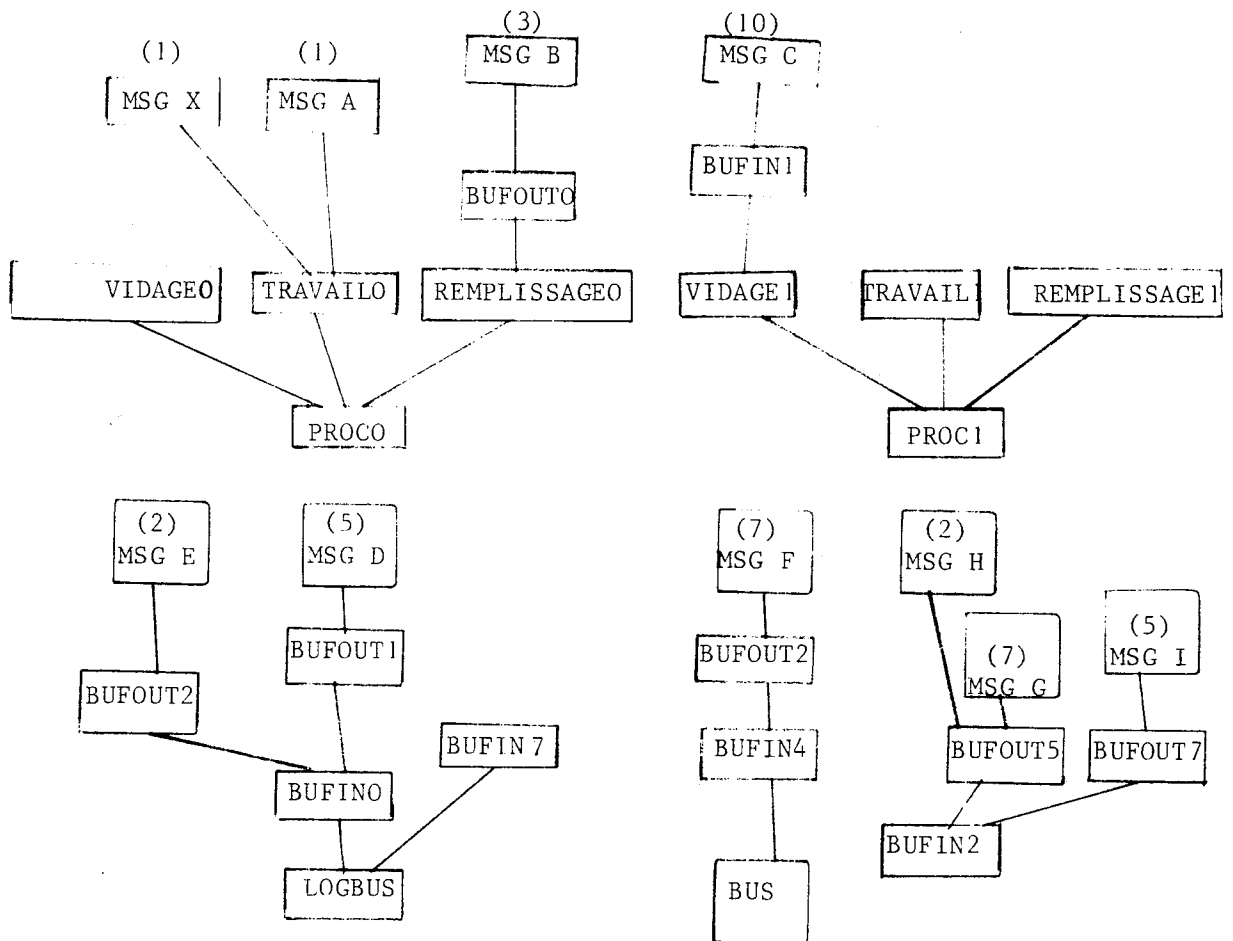 (1)
MSG X
(1)
MSG A
(3)
MSG B
(10)
MSG C
BUFOUT0
BUFIN1
VIDAGE0
TRAVAIL0
REMPLISSAGE0
VIDAGE1
TRAVAIL1
REMPLISSAGE1
PROC0
PROC1
(2)
MSG E
(5)
MSG D
(7)
MSG F
(2)
MSG H
(7)
MSG G
(5)
MSG I
BUFOUT2
BUFOUT1
BUFIN7
BUFIN0
LOGBUS
BUFOUT2
BUFIN4
BUS
BUFOUT5
BUFOUT7
BUFIN2